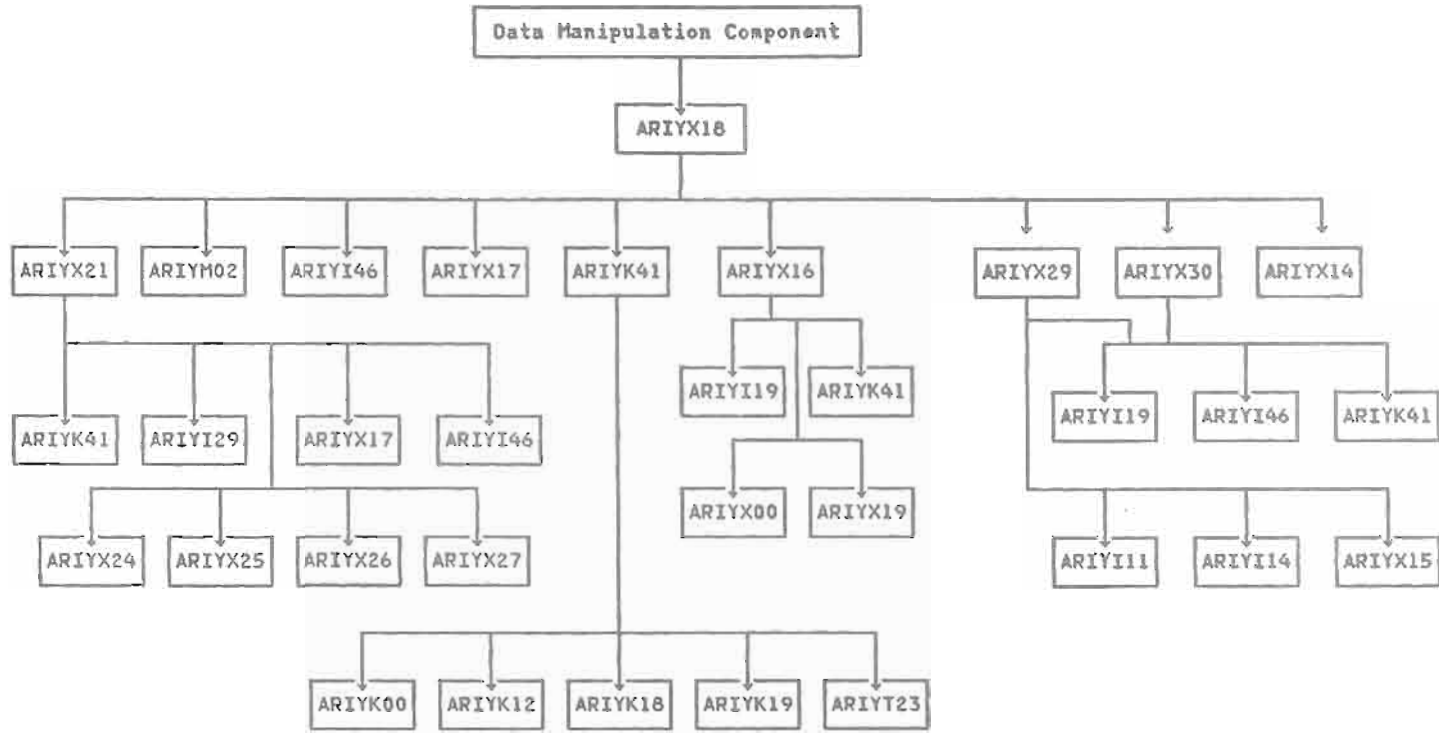 Data Manipulation Component
ARIYX18
ARIYX21 ARIYM02 ARIYI46 ARIYX17 ARIYK41 ARIYX16 ARIYX29 ARIYX30 ARIYX14
ARIYI19 ARIYK41 ARIYI19 ARIYI46 ARIYK41
ARIYK41 ARIYI29 ARIYX17 ARIYI46
ARIYX00 ARIYX19
ARIYX24 ARIYX25 ARIYX26 ARIYX27 ARIYI11 ARIYI14 ARIYX15
ARIYK00 ARIYK12 ARIYK18 ARIYK19 ARIYT23